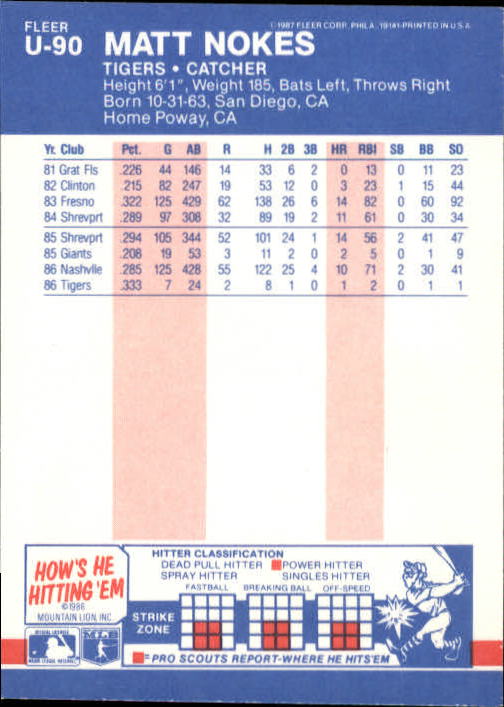 FLEER
U-90
MATT NOKES
©1987 FLEER CORP. PHILA. 19141-PRINTED IN U.S.A.
TIGERS • CATCHER
Height 6'1", Weight 185, Bats Left, Throws Right
Born 10-31-63, San Diego, CA
Home Poway, CA
Yr. Club Pct. G AB R H 2B 3B HR RBI SB BB SO
81 Grat Fls .226 44 146 14 33 6 2 0 13 0 11 23
82 Clinton .215 82 247 19 53 12 0 3 23 1 15 44
83 Fresno .322 125 429 62 138 26 6 14 82 0 60 92
84 Shrevprt .289 97 308 32 89 19 2 11 61 0 30 34
85 Shrevprt .294 105 344 52 101 24 1 14 56 2 41 47
85 Giants .208 19 53 3 11 2 0 2 5 0 1 9
86 Nashvlle .285 125 428 55 122 25 4 10 71 2 30 41
86 Tigers .333 7 24 2 8 1 0 1 2 0 1 1
HOW'S HE
HITTING 'EM
©1986
MOUNTAIN LION, INC
HITTER CLASSIFICATION
DEAD PULL HITTER POWER HITTER
SPRAY HITTER SINGLES HITTER
FASTBALL BREAKING BALL OFF-SPEED
STRIKE
ZONE
= PRO SCOUTS REPORT-WHERE HE HITS'EM
MLB